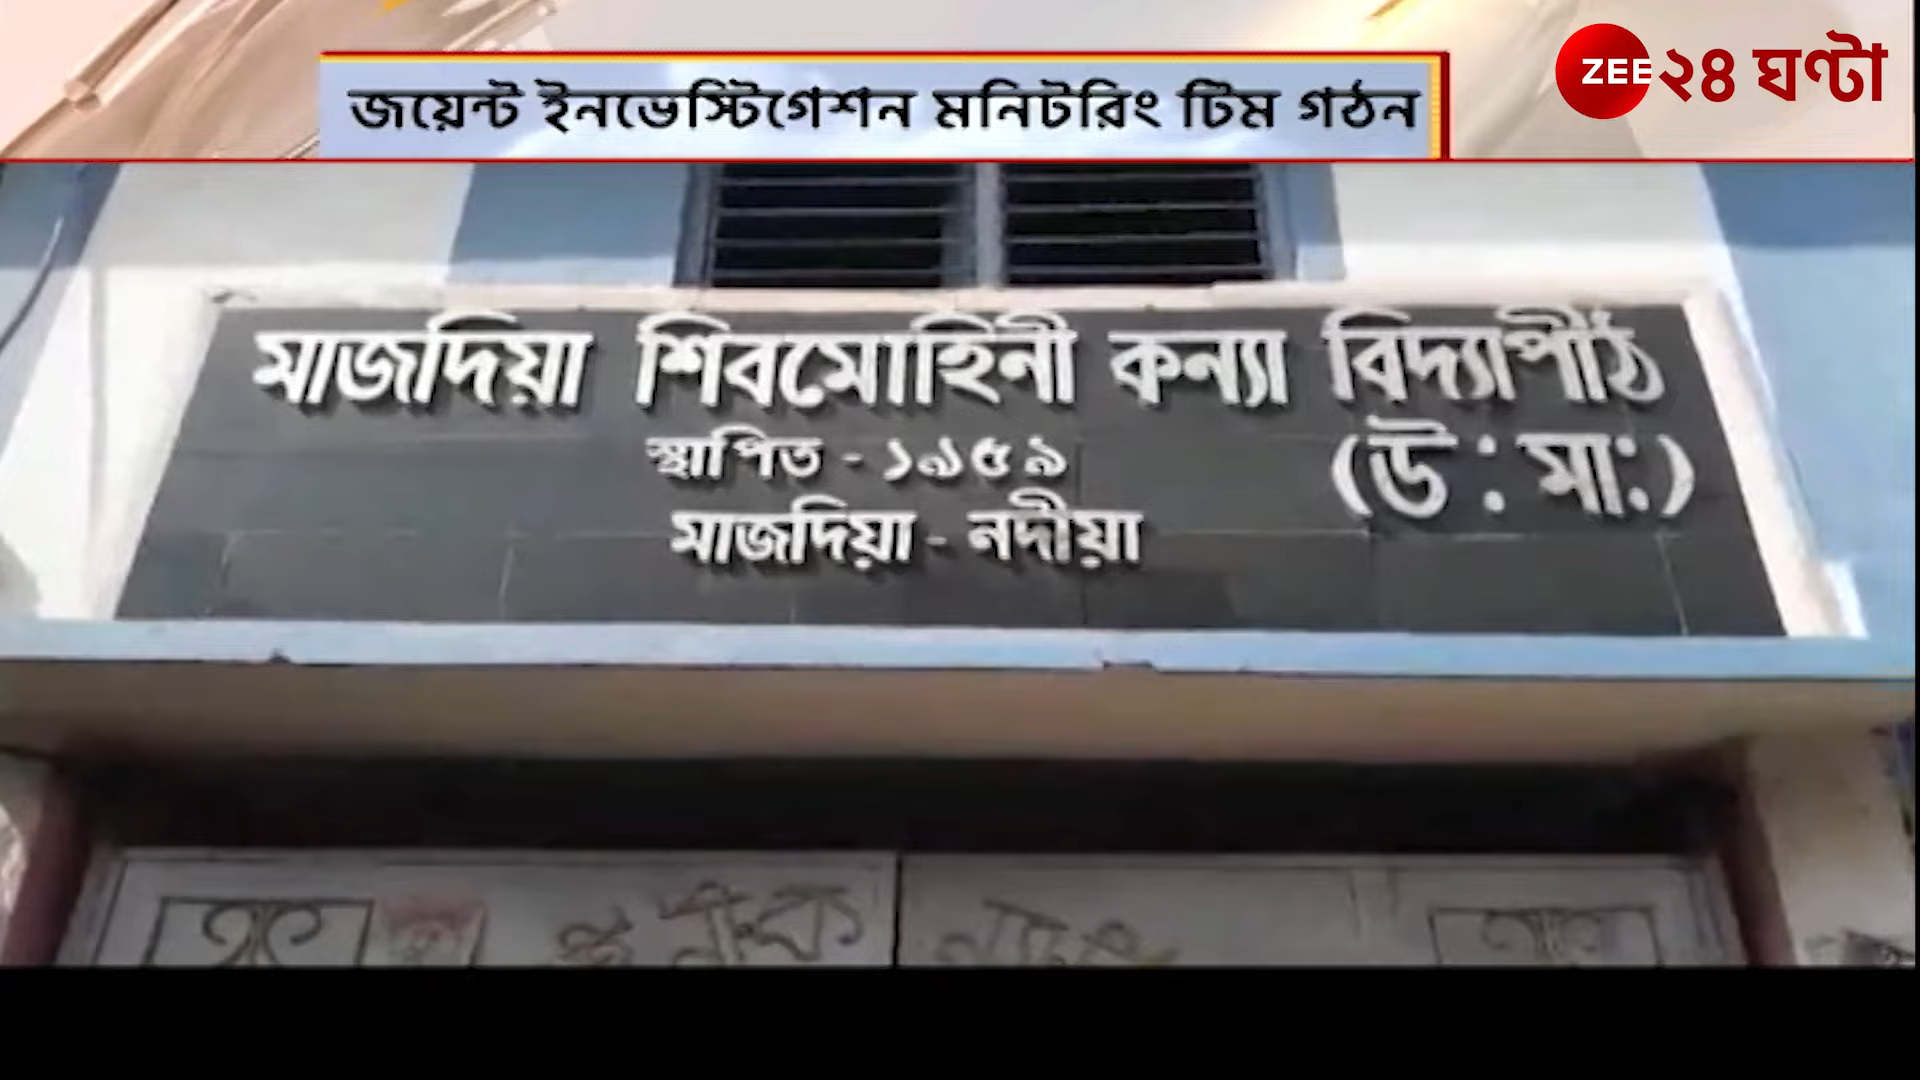 জয়েন্ট ইনভেস্টিগেশন মনিটরিং টিম গঠন
ZEE ২৪ ঘণ্টা
মাজদিয়া শিবমোহিনী কন্যা বিদ্যাপীঠ
(উ: মা:)
স্থাপিত - ১৯৫৯
মাজদিয়া - নদীয়া